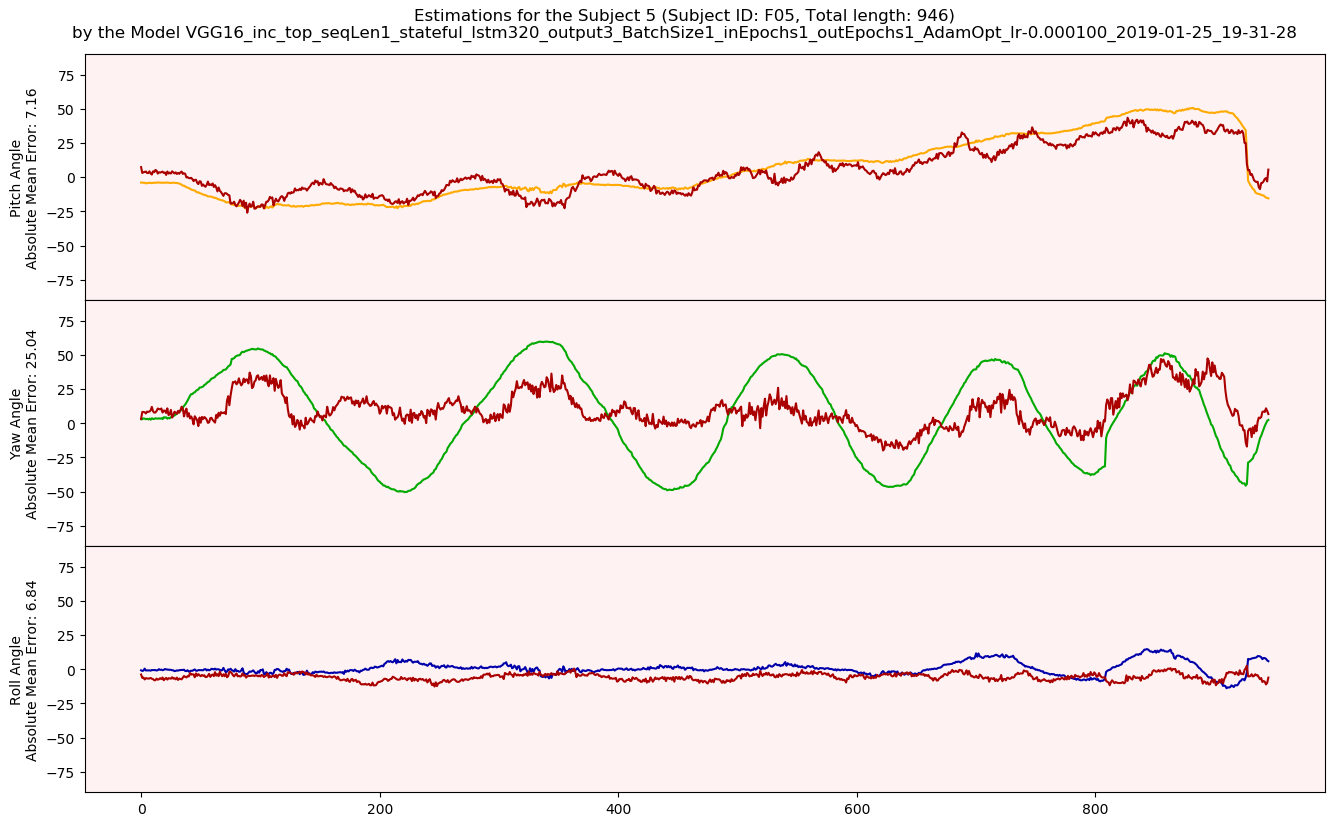 Estimations for the Subject 5 (Subject ID: F05, Total length: 946)
by the Model VGG16_inc_top_seqLen1_stateful_lstm320_output3_BatchSize1_inEpochs1_outEpochs1_AdamOpt_lr-0.000100_2019-01-25_19-31-28
Pitch Angle
Absolute Mean Error: 7.16
75
50
25
0
−25
−50
−75
Yaw Angle
Absolute Mean Error: 25.04
75
50
25
0
−25
−50
−75
Roll Angle
Absolute Mean Error: 6.84
75
50
25
0
−25
−50
−75
0 200 400 600 800